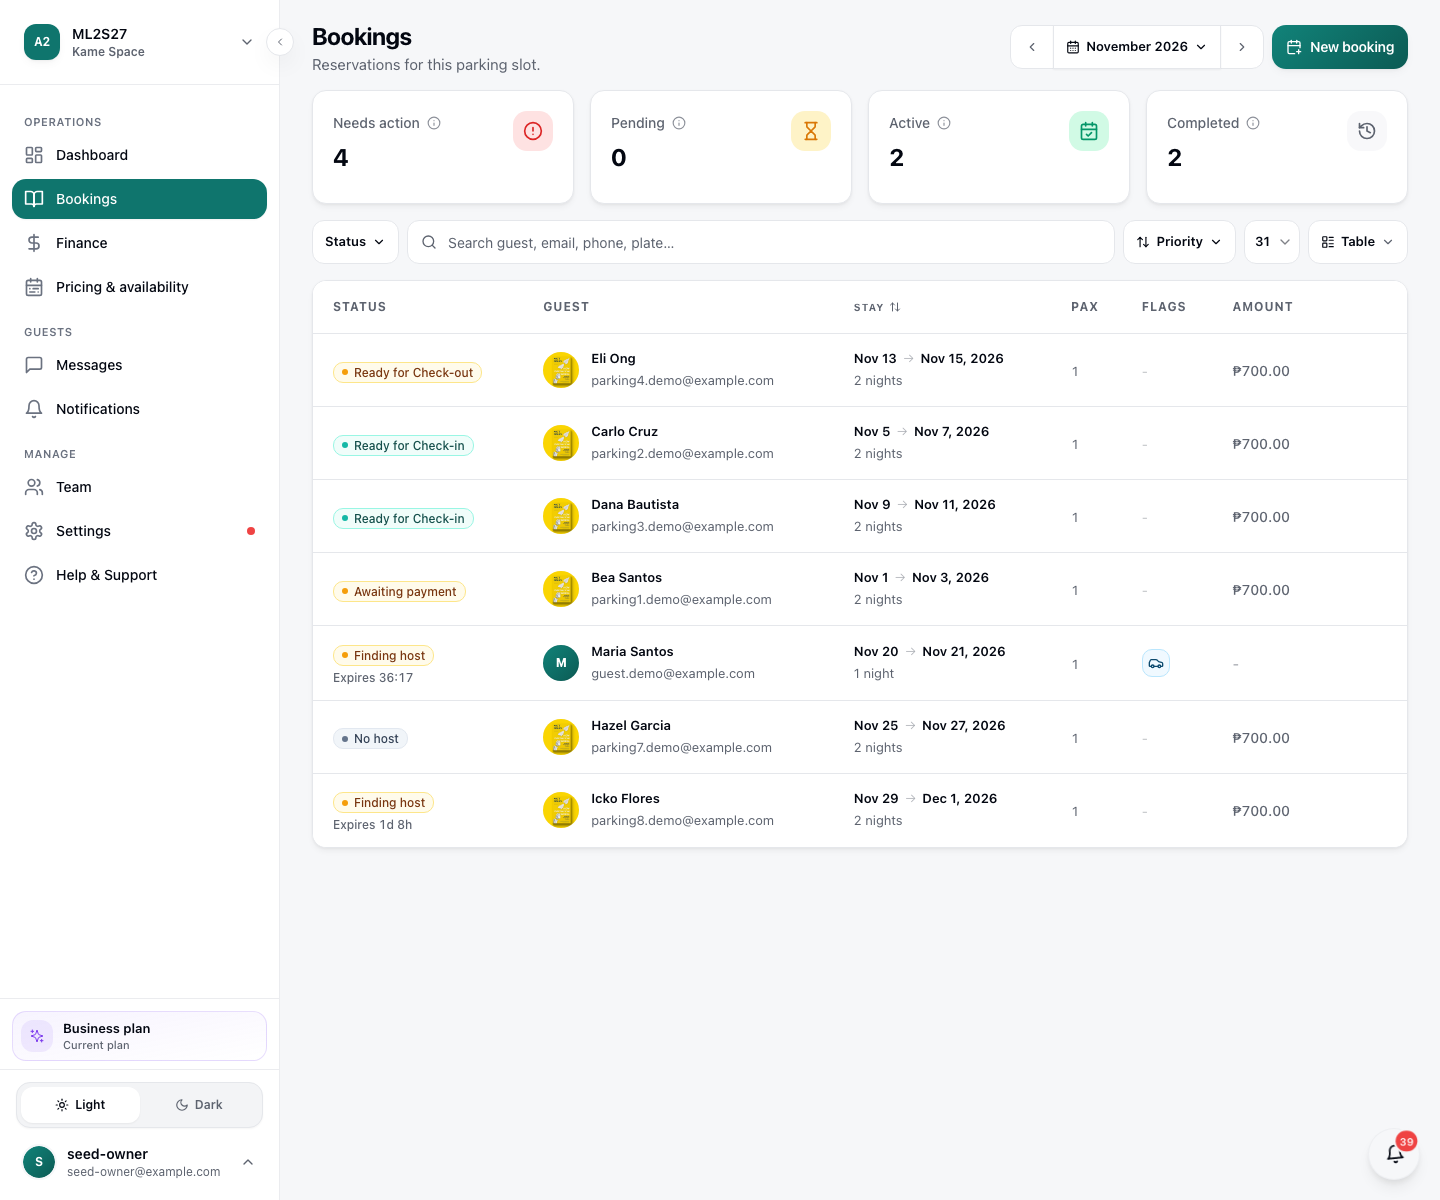 A2
ML2S27
Kame Space
OPERATIONS
Dashboard
Bookings
Finance
Pricing & availability
GUESTS
Messages
Notifications
MANAGE
Team
Settings
Help & Support
Business plan
Current plan
Light
Dark
S
seed-owner
seed-owner@example.com
Bookings
Reservations for this parking slot.
November 2026
New booking
Needs action
4
Pending
0
Active
2
Completed
2
Status
Search guest, email, phone, plate...
Priority
31
Table
STATUS GUEST STAY PAX FLAGS AMOUNT
Ready for Check-out
Eli Ong
parking4.demo@example.com
Nov 13 → Nov 15, 2026
2 nights
1
-
₱700.00
Ready for Check-in
Carlo Cruz
parking2.demo@example.com
Nov 5 → Nov 7, 2026
2 nights
1
-
₱700.00
Ready for Check-in
Dana Bautista
parking3.demo@example.com
Nov 9 → Nov 11, 2026
2 nights
1
-
₱700.00
Awaiting payment
Bea Santos
parking1.demo@example.com
Nov 1 → Nov 3, 2026
2 nights
1
-
₱700.00
Finding host
Expires 36:17
M
Maria Santos
guest.demo@example.com
Nov 20 → Nov 21, 2026
1 night
1
-
No host
Hazel Garcia
parking7.demo@example.com
Nov 25 → Nov 27, 2026
2 nights
1
-
₱700.00
Finding host
Expires 1d 8h
Icko Flores
parking8.demo@example.com
Nov 29 → Dec 1, 2026
2 nights
1
-
₱700.00
39